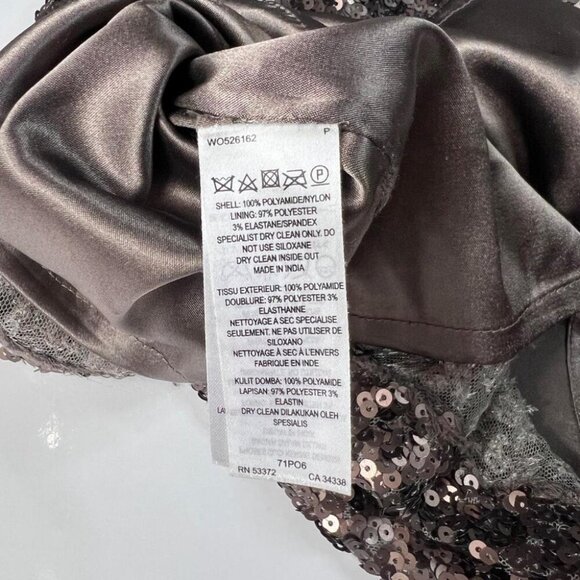 WO526162 P
P
SHELL: 100% POLYAMIDE/NYLON
LINING: 97% POLYESTER
3% ELASTANE/SPANDEX
SPECIALIST DRY CLEAN ONLY. DO
NOT USE SILOXANE
DRY CLEAN INSIDE OUT
MADE IN INDIA
TISSU EXTERIEUR: 100% POLYAMIDE
DOUBLURE: 97% POLYESTER 3%
ELASTHANNE
NETTOYAGE A SEC SPECIALISE
SEULEMENT. NE PAS UTILISER DE
SILOXANO
NETTOYAGE A SEC A L'ENVERS
FABRIQUE EN INDE
KULIT DOMBA: 100% POLYAMIDE
LAPISAN: 97% POLYESTER 3%
ELASTIN
DRY CLEAN DILAKUKAN OLEH
SPESIALIS
71PO6
RN 53372 CA 34338